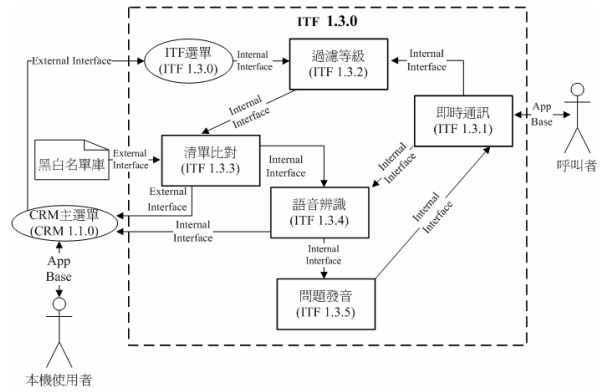 ITF 1.3.0
External Interface
ITF選單
(ITF 1.3.0)
Internal
Interface
過濾等級
(ITF 1.3.2)
Internal
Interface
Internal
Interface
即時通訊
(ITF 1.3.1)
App
Base
呼叫者
黑白名單庫
External
Interface
清單比對
(ITF 1.3.3)
Internal
Interface
Internal
Interface
External
Interface
語音辨識
(ITF 1.3.4)
CRM主選單
(CRM 1.1.0)
Internal
Interface
Internal
Interface
Internal
Interface
App
Base
問題發音
(ITF 1.3.5)
本機使用者